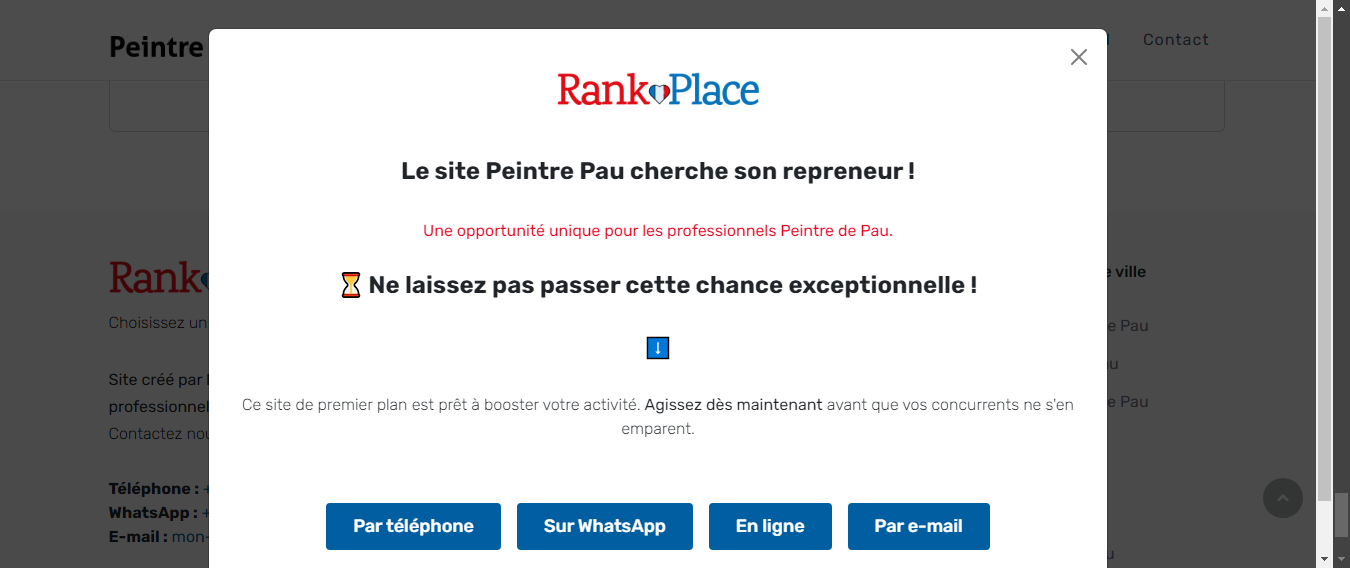 Peintre
Contact
Rank Place
Le site Peintre Pau cherche son repreneur !
Une opportunité unique pour les professionnels Peintre de Pau.
Ne laissez pas passer cette chance exceptionnelle !
↓
Ce site de premier plan est prêt à booster votre activité. Agissez dès maintenant avant que vos concurrents ne s'en
emparent.
Par téléphone
Sur WhatsApp
En ligne
Par e-mail
Rank
Choisissez un
Site créé par
professionnel
Contactez nou
Téléphone : +
WhatsApp : +
E-mail : mon-
e ville
e Pau
au
e Pau